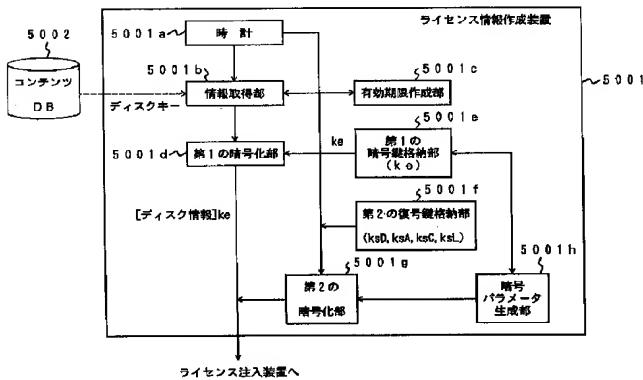 ライセンス情報作成装置
5002
5001a
時計
5001b
5001c
5001
コンテンツ
DB
ディスクキー
情報取得部
有効期限作成部
5001e
5001d
第1の暗号化部
ke
第1の
暗号鍵格納部
(ke)
5001f
[ディスク情報]ke
第2の復号鍵格納部
(ksD, ksA, ksC, ksL)
5001g
5001h
第2の
暗号化部
暗号
パラメータ
生成部
ライセンス注入装置へ